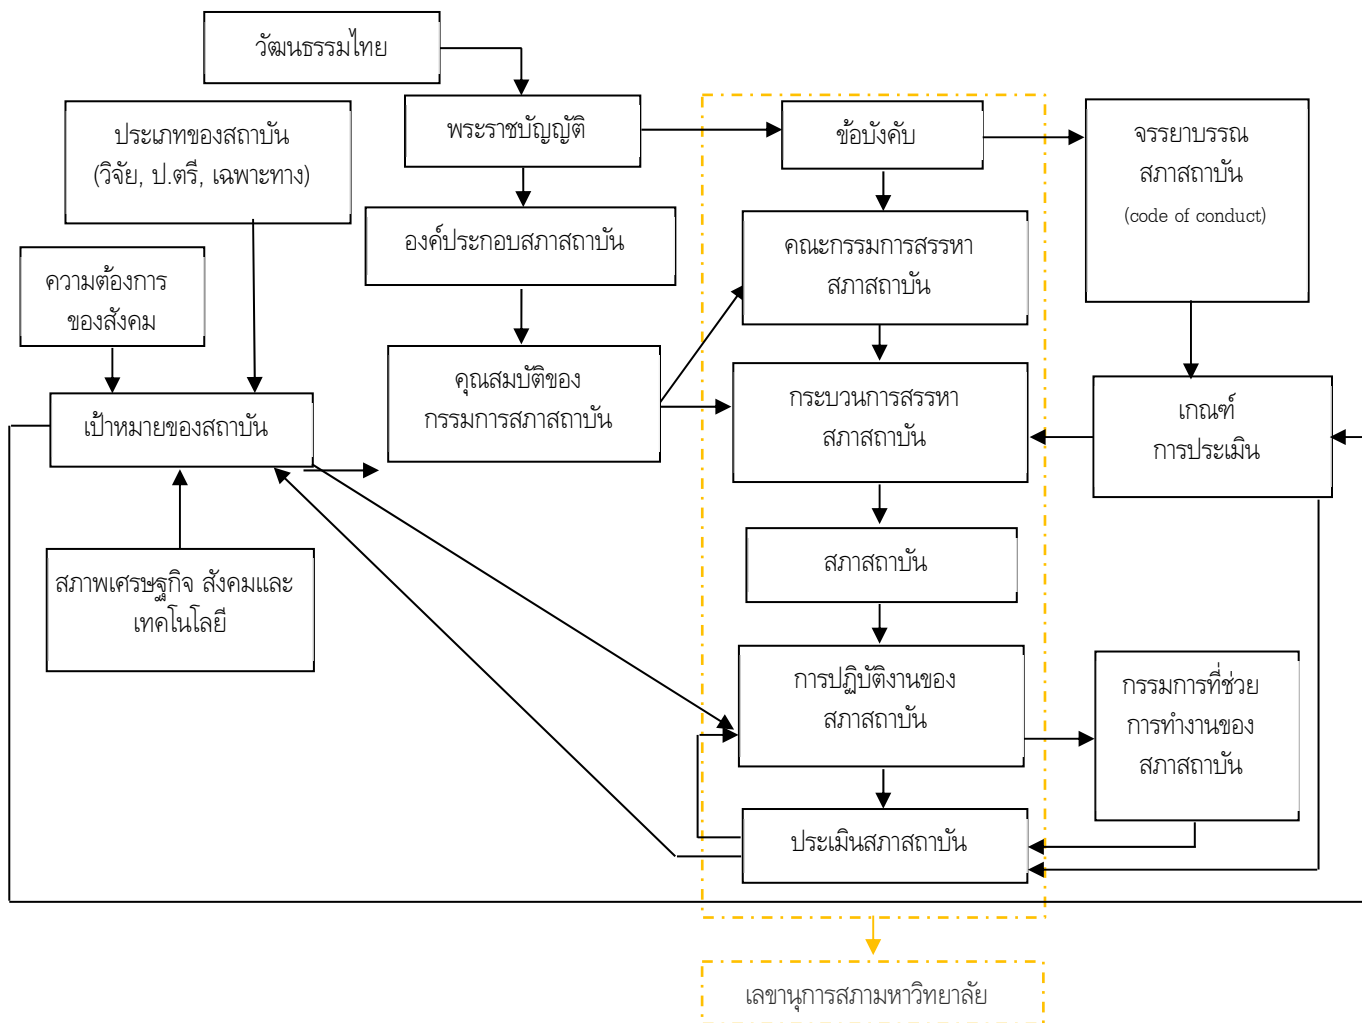 วัฒนธรรมไทย
พระราชบัญญัติ
ข้อบังคับ
จรรยาบรรณ
สภาสถาบัน
(code of conduct)
ประเภทของสถาบัน
(วิจัย, ป.ตรี, เฉพาะทาง)
องค์ประกอบสภาสถาบัน
คณะกรรมการสรรหา
สภาสถาบัน
ความต้องการ
ของสังคม
คุณสมบัติของ
กรรมการสภาสถาบัน
กระบวนการสรรหา
สภาสถาบัน
เกณฑ์
การประเมิน
เป้าหมายของสถาบัน
สภาสถาบัน
สภาพเศรษฐกิจ สังคมและ
เทคโนโลยี
การปฏิบัติงานของ
สภาสถาบัน
กรรมการที่ช่วย
การทำงานของ
สภาสถาบัน
ประเมินสภาสถาบัน
เลขานุการสภามหาวิทยาลัย